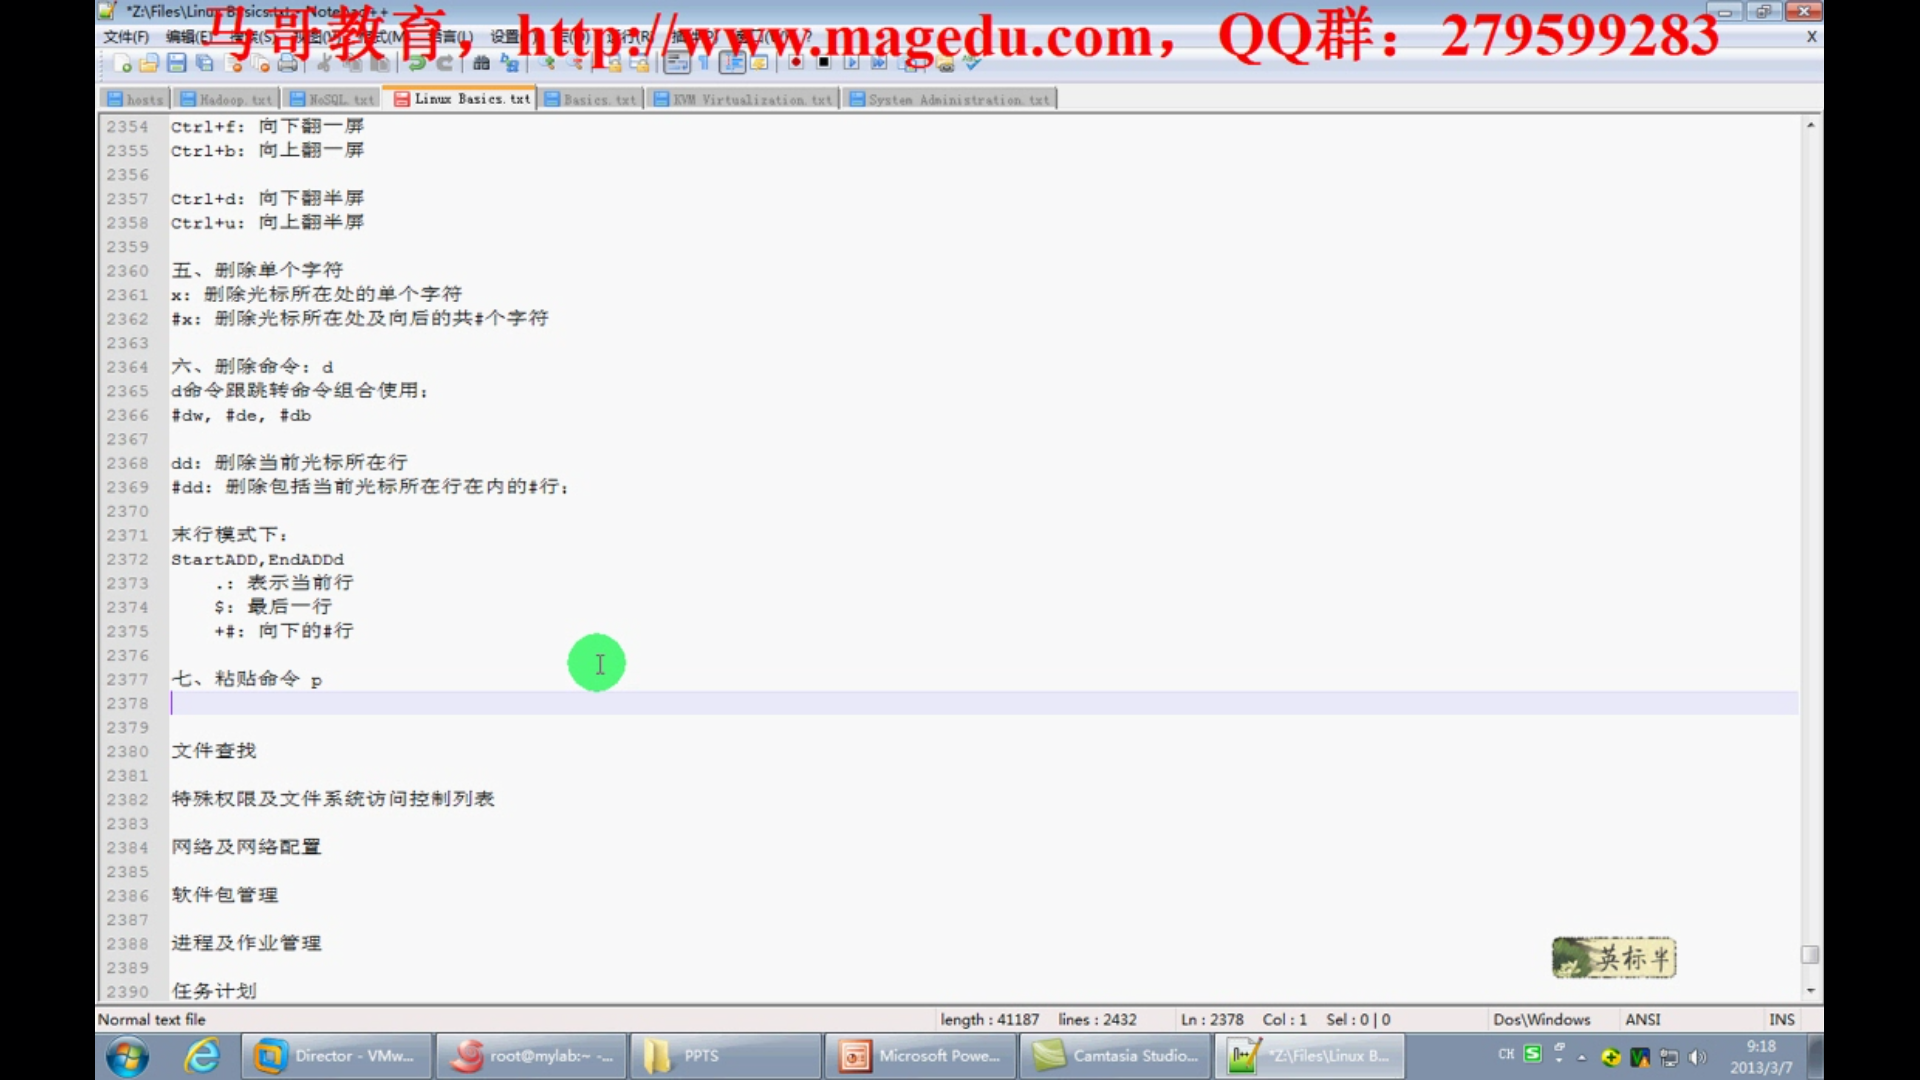 *Z:\Files\Linux Basics.txt - Notepad++
马哥教育，http://www.magedu.com，QQ群：279599283
文件(F) 编辑(E)
hosts Hadoop.txt NoSQL.txt Linux Basics.txt Basics.txt KVM Virtualization.txt System Administration.txt
2354 Ctrl+f: 向下翻一屏
2355 Ctrl+b: 向上翻一屏
2356
2357 Ctrl+d: 向下翻半屏
2358 Ctrl+u: 向上翻半屏
2359
2360 五、删除单个字符
2361 x: 删除光标所在处的单个字符
2362 #x: 删除光标所在处及向后的共#个字符
2363
2364 六、删除命令: d
2365 d命令跟跳转命令组合使用;
2366 #dw, #de, #db
2367
2368 dd: 删除当前光标所在行
2369 #dd: 删除包括当前光标所在行在内的#行;
2370
2371 末行模式下:
2372 StartADD,EndADDd
2373 .: 表示当前行
2374 $: 最后一行
2375 +#: 向下的#行
2376
2377 七、粘贴命令 p
2378
2379
2380 文件查找
2381
2382 特殊权限及文件系统访问控制列表
2383
2384 网络及网络配置
2385
2386 软件包管理
2387
2388 进程及作业管理
2389
2390 任务计划
英标半
Normal text file length : 41187 lines : 2432 Ln : 2378 Col : 1 Sel : 0 | 0 Dos\Windows ANSI INS
Director - VMw... root@mylab:~ -... PPTS Microsoft Powe... Camtasia Studio... *Z:\Files\Linux B... CH 9:18
2013/3/7